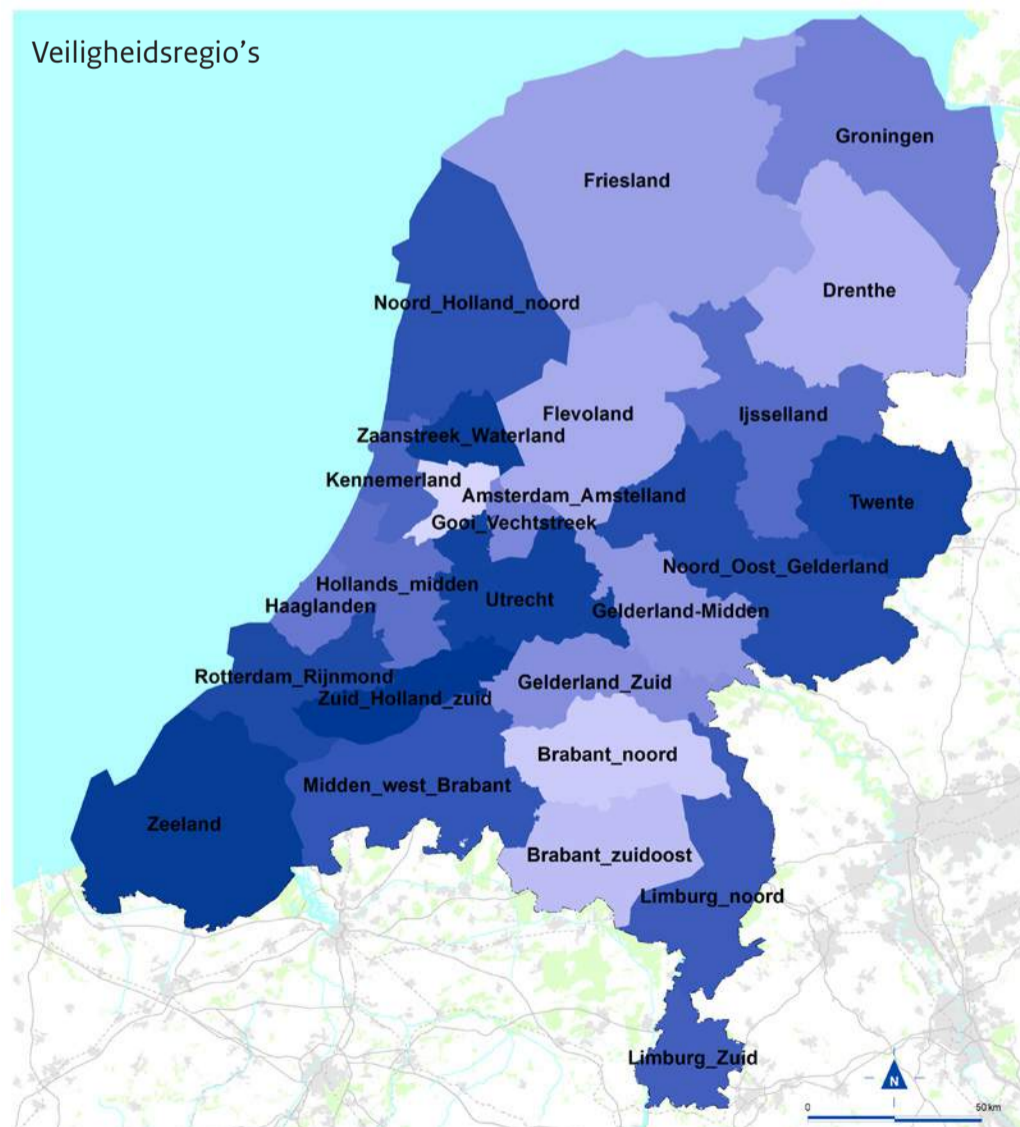 Veiligheidsregio's
Groningen
Friesland
Drenthe
Noord_Holland_noord
Flevoland
Ijsselland
Zaanstreek_Waterland
Kennemerland
Amsterdam_Amstelland
Twente
Gooi_Vechtstreek
Noord_Oost_Gelderland
Hollands_midden
Utrecht
Haaglanden
Gelderland-Midden
Rotterdam_Rijnmond
Gelderland_Zuid
Zuid_Holland_zuid
Brabant_noord
Midden_west_Brabant
Zeeland
Brabant_zuidoost
Limburg_noord
Limburg_Zuid
N
0 50 km